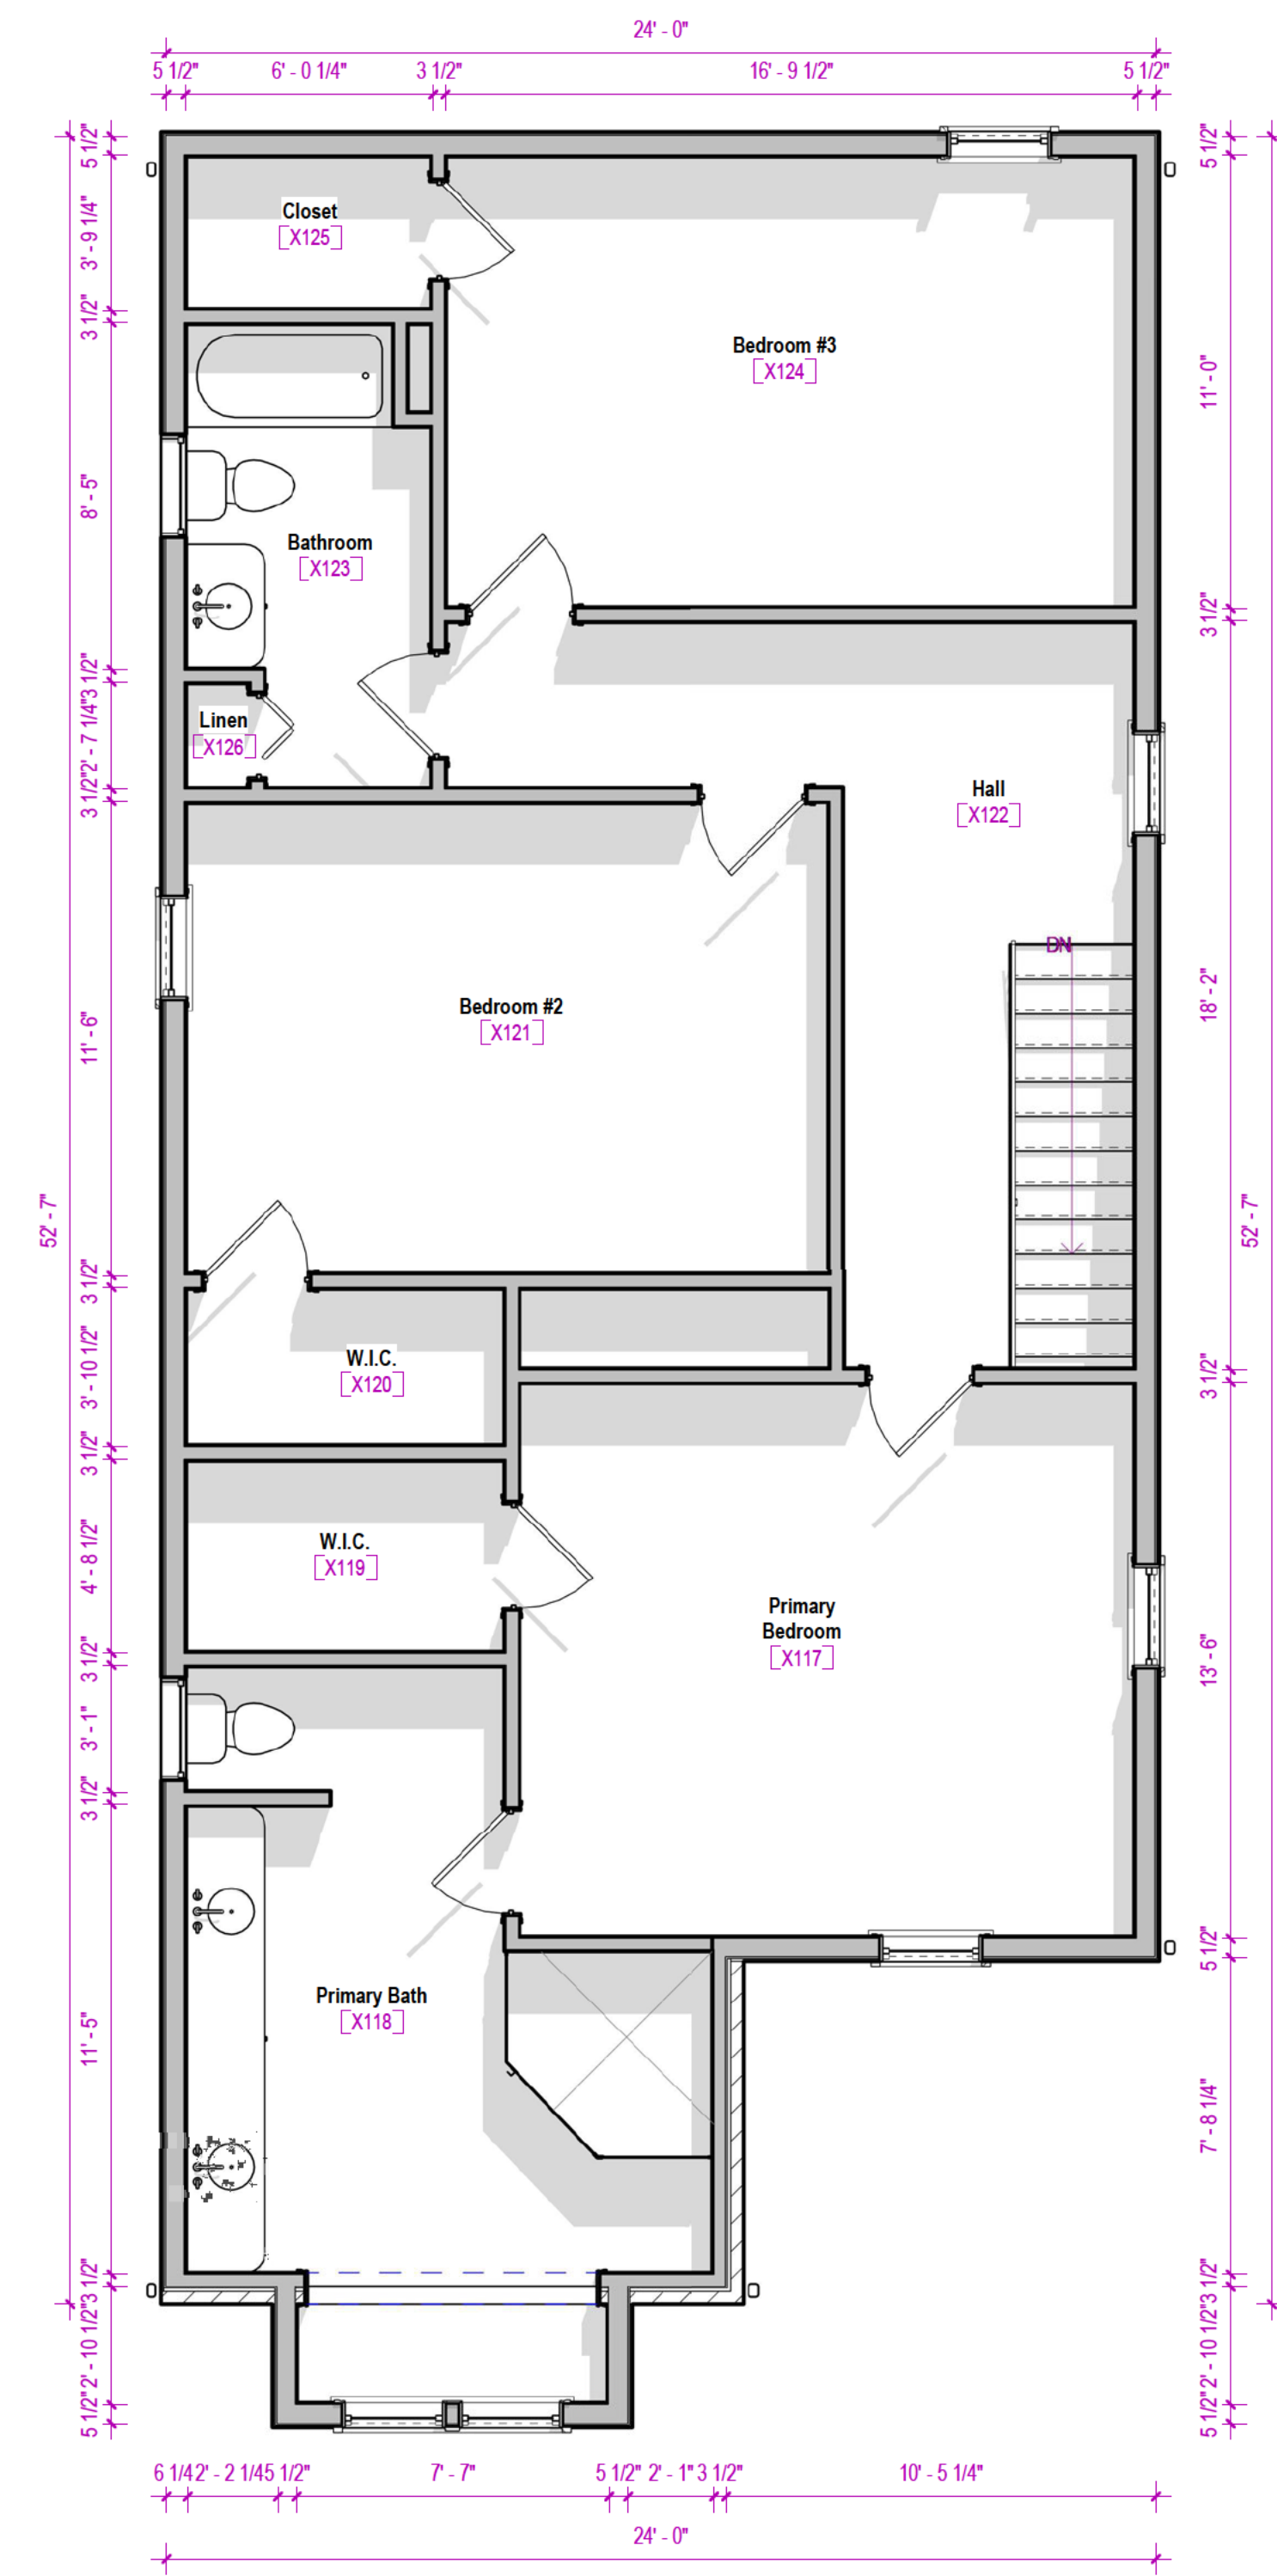 24' - 0"
5 1/2" 6' - 0 1/4" 3 1/2" 16' - 9 1/2" 5 1/2"
52' - 7"
5 1/2"
3' - 9 1/4"
3 1/2"
8' - 5"
3 1/2"
2' - 7 1/4"
3 1/2"
11' - 6"
3 1/2"
3' - 10 1/2"
3 1/2"
4' - 8 1/2"
3 1/2"
3' - 1"
3 1/2"
11' - 5"
3 1/2"
2' - 10 1/2"
5 1/2"
Closet
X125
Bedroom #3
X124
Bathroom
X123
Linen
X126
Hall
X122
DN
Bedroom #2
X121
W.I.C.
X120
W.I.C.
X119
Primary
Bedroom
X117
Primary Bath
X118
5 1/2"
11' - 0"
3 1/2"
18' - 2"
3 1/2"
13' - 6"
5 1/2"
7' - 8 1/4"
3 1/2"
2' - 10 1/2"
5 1/2"
52' - 7"
6 1/4 2' - 2 1/4 5 1/2" 7' - 7" 5 1/2" 2' - 1" 3 1/2" 10' - 5 1/4"
24' - 0"